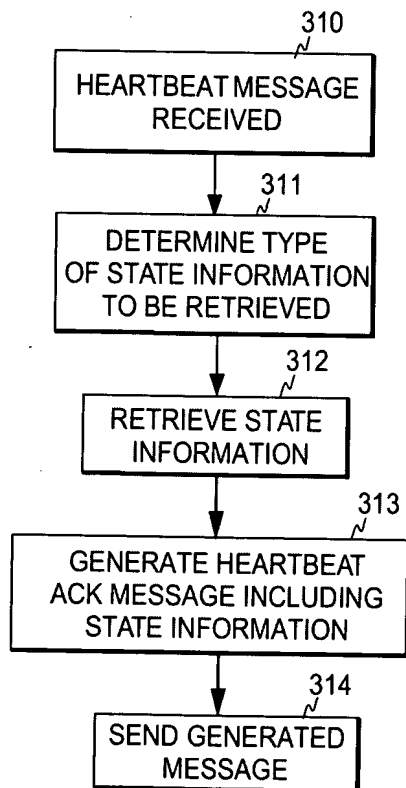 310
HEARTBEAT MESSAGE
RECEIVED
311
DETERMINE TYPE
OF STATE INFORMATION
TO BE RETRIEVED
312
RETRIEVE STATE
INFORMATION
313
GENERATE HEARTBEAT
ACK MESSAGE INCLUDING
STATE INFORMATION
314
SEND GENERATED
MESSAGE